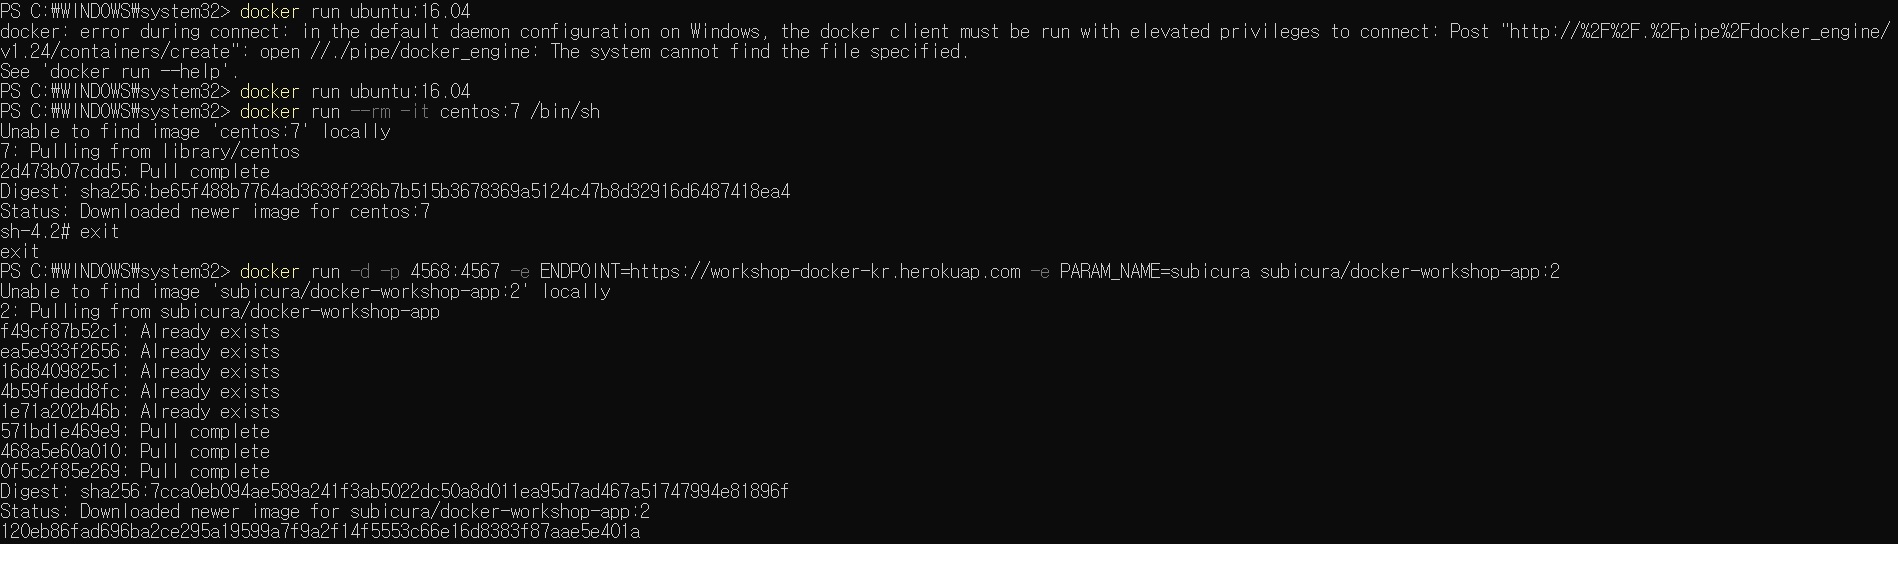 PS C:₩WINDOWS₩system32> docker run ubuntu:16.04
docker: error during connect: in the default daemon configuration on Windows, the docker client must be run with elevated privileges to connect: Post "http://%2F%2F.%2Fpipe%2Fdocker_engine/
v1.24/containers/create": open //./pipe/docker_engine: The system cannot find the file specified.
See 'docker run --help'.
PS C:₩WINDOWS₩system32> docker run ubuntu:16.04
PS C:₩WINDOWS₩system32> docker run --rm -it centos:7 /bin/sh
Unable to find image 'centos:7' locally
7: Pulling from library/centos
2d473b07cdd5: Pull complete
Digest: sha256:be65f488b7764ad3638f236b7b515b3678369a5124c47b8d32916d6487418ea4
Status: Downloaded newer image for centos:7
sh-4.2# exit
exit
PS C:₩WINDOWS₩system32> docker run -d -p 4568:4567 -e ENDPOINT=https://workshop-docker-kr.herokuap.com -e PARAM_NAME=subicura subicura/docker-workshop-app:2
Unable to find image 'subicura/docker-workshop-app:2' locally
2: Pulling from subicura/docker-workshop-app
f49cf87b52c1: Already exists
ea5e933f2656: Already exists
16d8409825c1: Already exists
4b59fdedd8fc: Already exists
1e71a202b46b: Already exists
571bd1e469e9: Pull complete
468a5e60a010: Pull complete
0f5c2f85e269: Pull complete
Digest: sha256:7cca0eb094ae589a241f3ab5022dc50a8d011ea95d7ad467a51747994e81896f
Status: Downloaded newer image for subicura/docker-workshop-app:2
120eb86fad696ba2ce295a19599a7f9a2f14f5553c66e16d8383f87aae5e401a